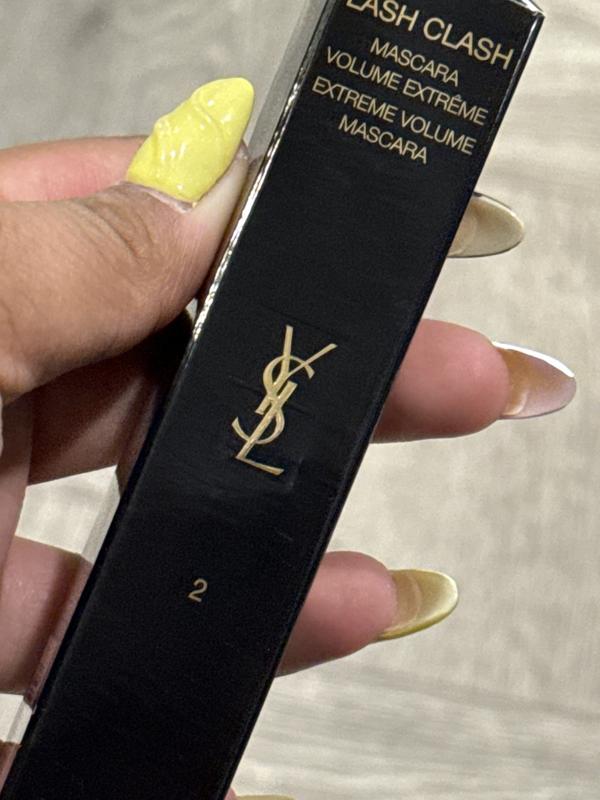 LASH CLASH
MASCARA
VOLUME EXTRÊME
EXTREME VOLUME
MASCARA
YSL
2